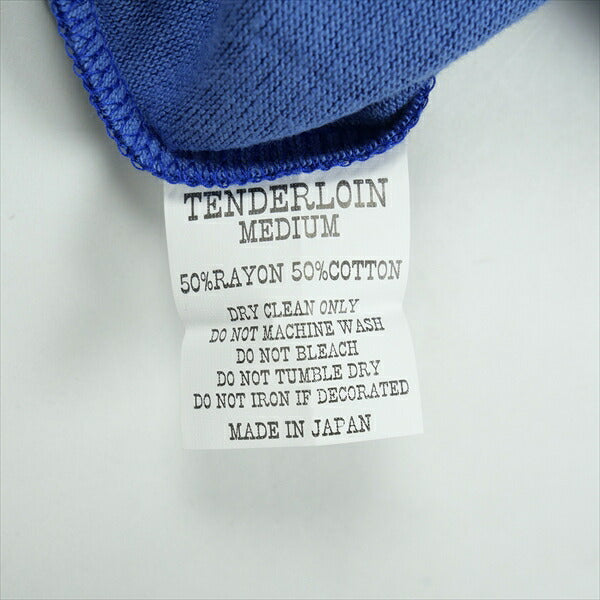 TENDERLOIN
MEDIUM
50%RAYON 50%COTTON
DRY CLEAN ONLY
DO NOT MACHINE WASH
DO NOT BLEACH
DO NOT TUMBLE DRY
DO NOT IRON IF DECORATED
MADE IN JAPAN